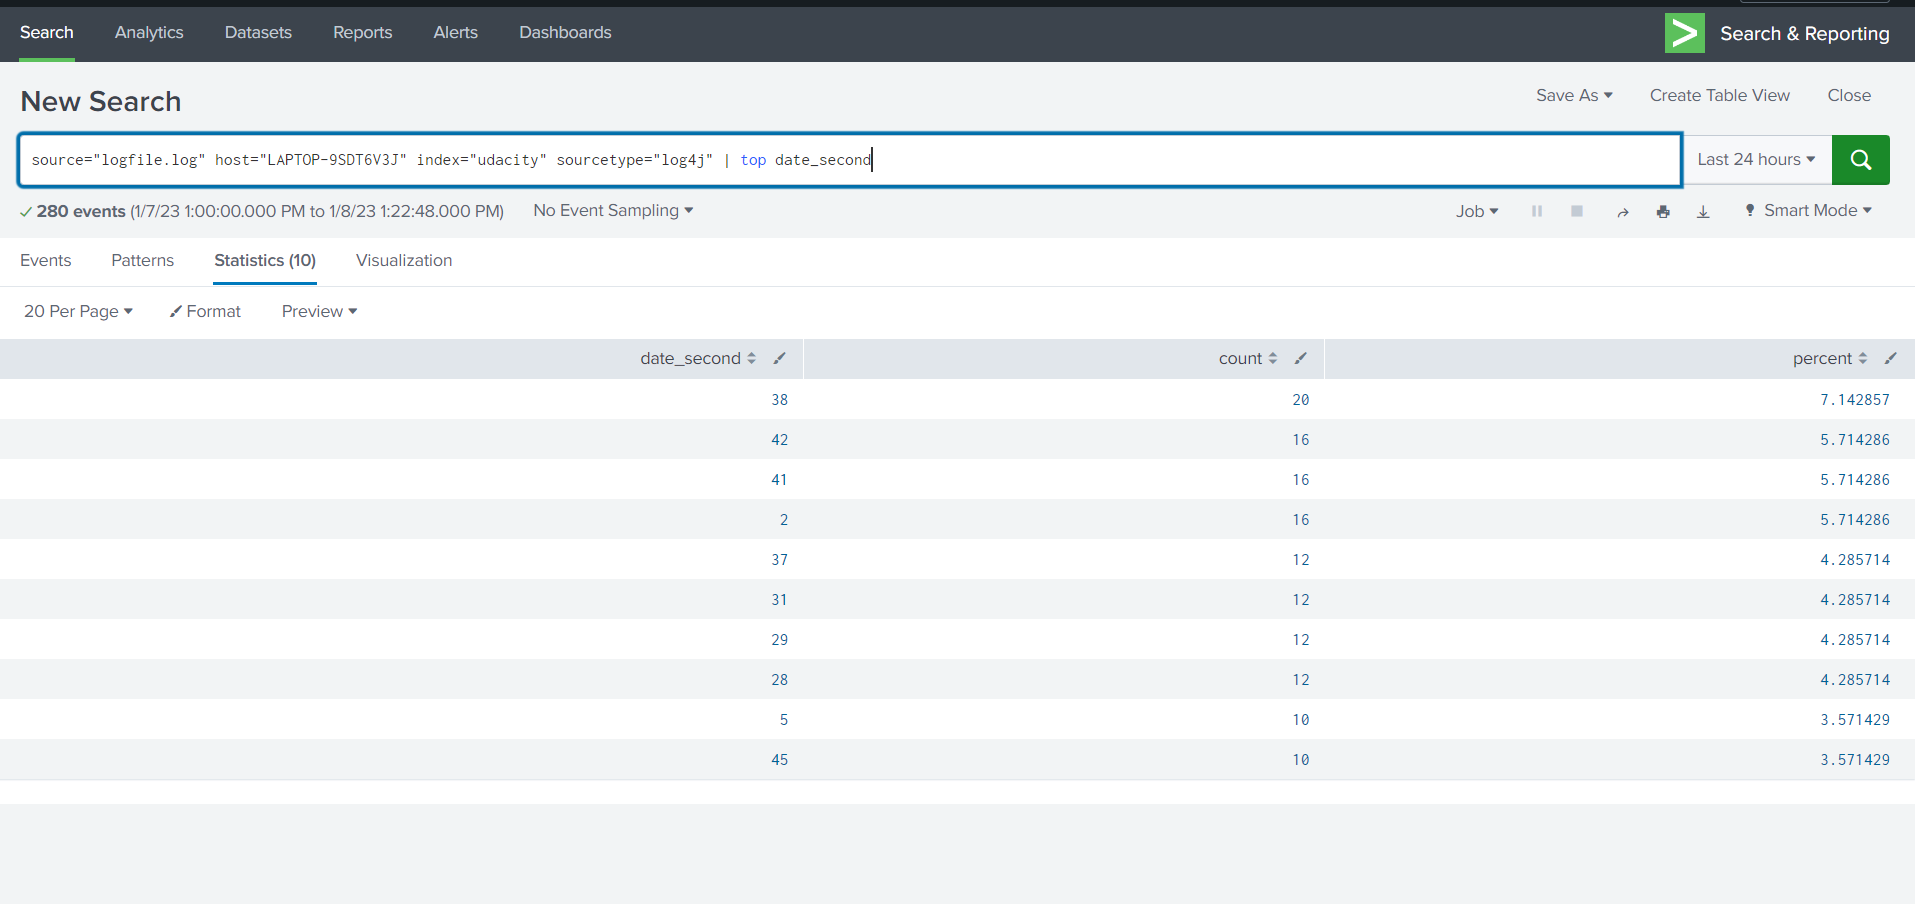 Search Analytics Datasets Reports Alerts Dashboards Search & Reporting
New Search
Save As Create Table View Close
source="logfile.log" host="LAPTOP-9SDT6V3J" index="udacity" sourcetype="log4j" | top date_second
Last 24 hours
280 events (1/7/23 1:00:00.000 PM to 1/8/23 1:22:48.000 PM) No Event Sampling Job Smart Mode
Events Patterns Statistics (10) Visualization
20 Per Page Format Preview
date_second count percent
38 20 7.142857
42 16 5.714286
41 16 5.714286
2 16 5.714286
37 12 4.285714
31 12 4.285714
29 12 4.285714
28 12 4.285714
5 10 3.571429
45 10 3.571429